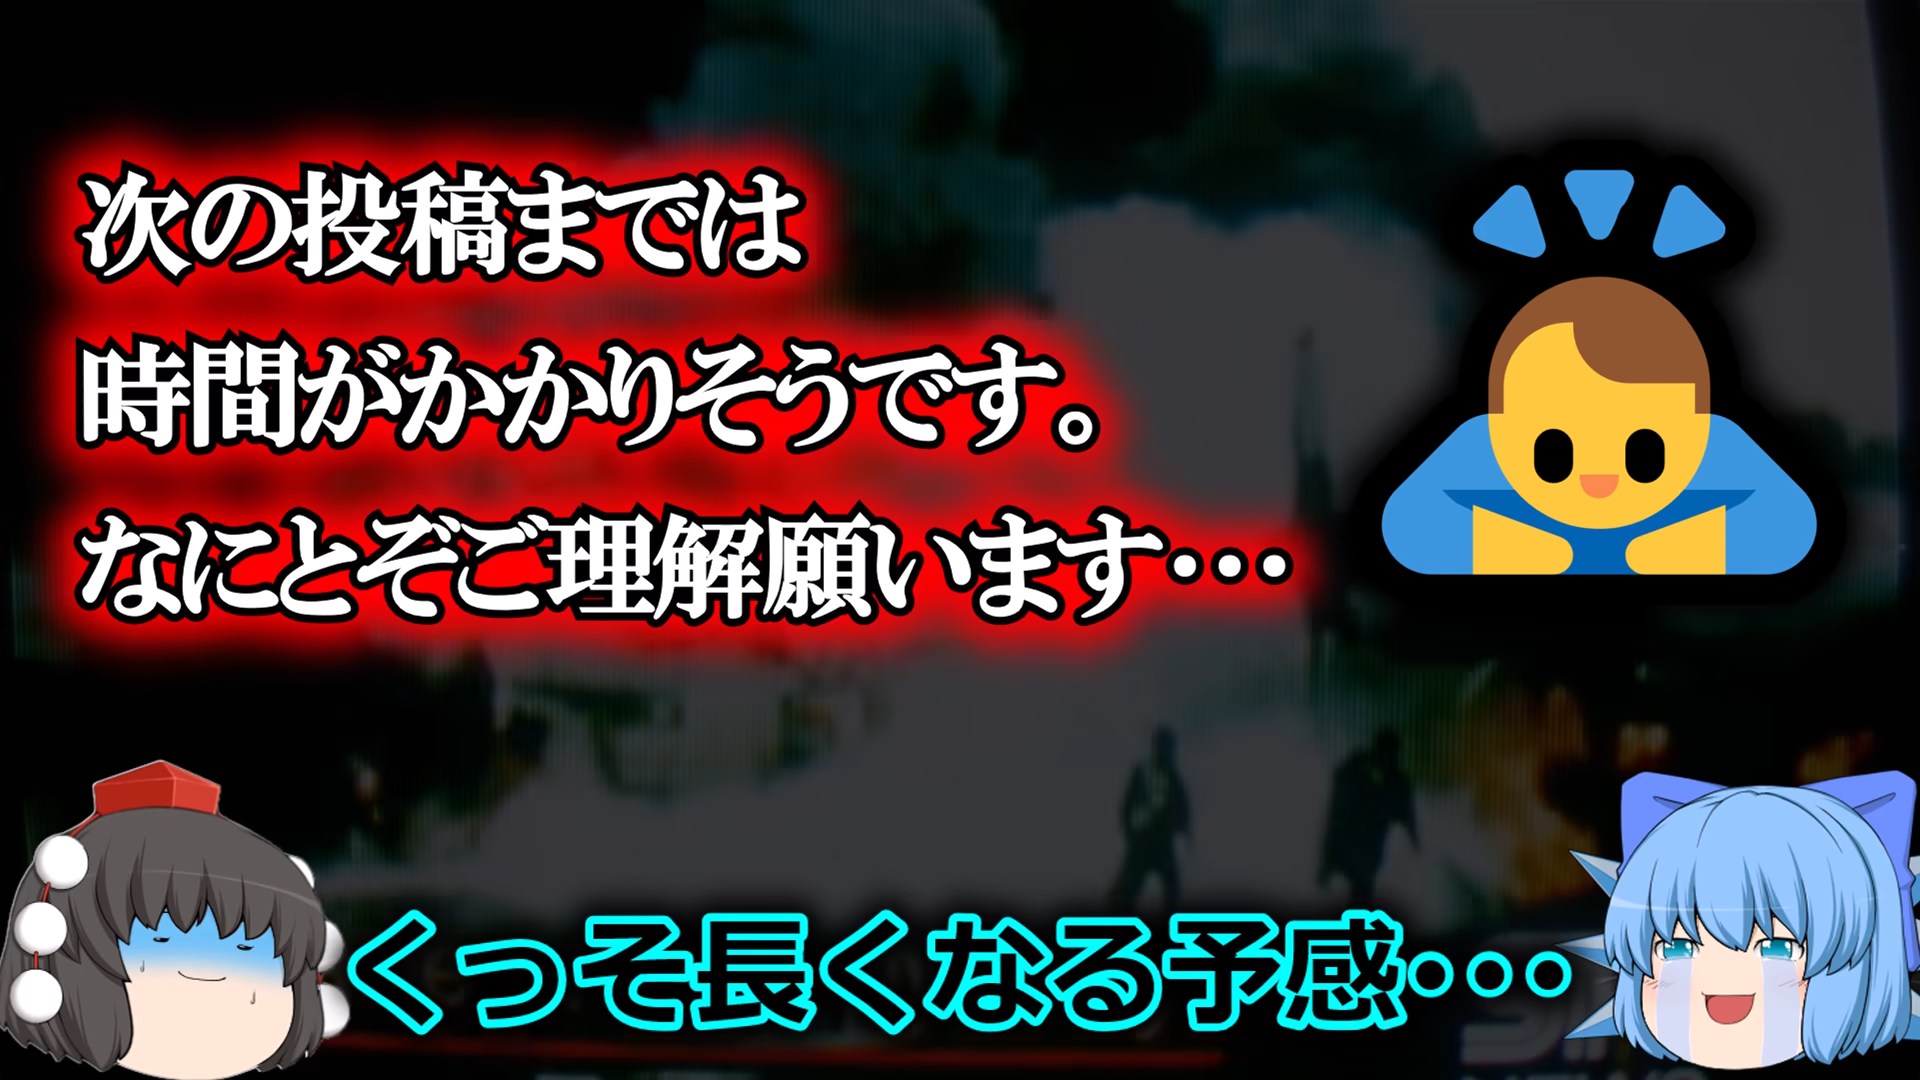 次の投稿までは
時間がかかりそうです。
なにとぞご理解願います…
くっそ長くなる予感…